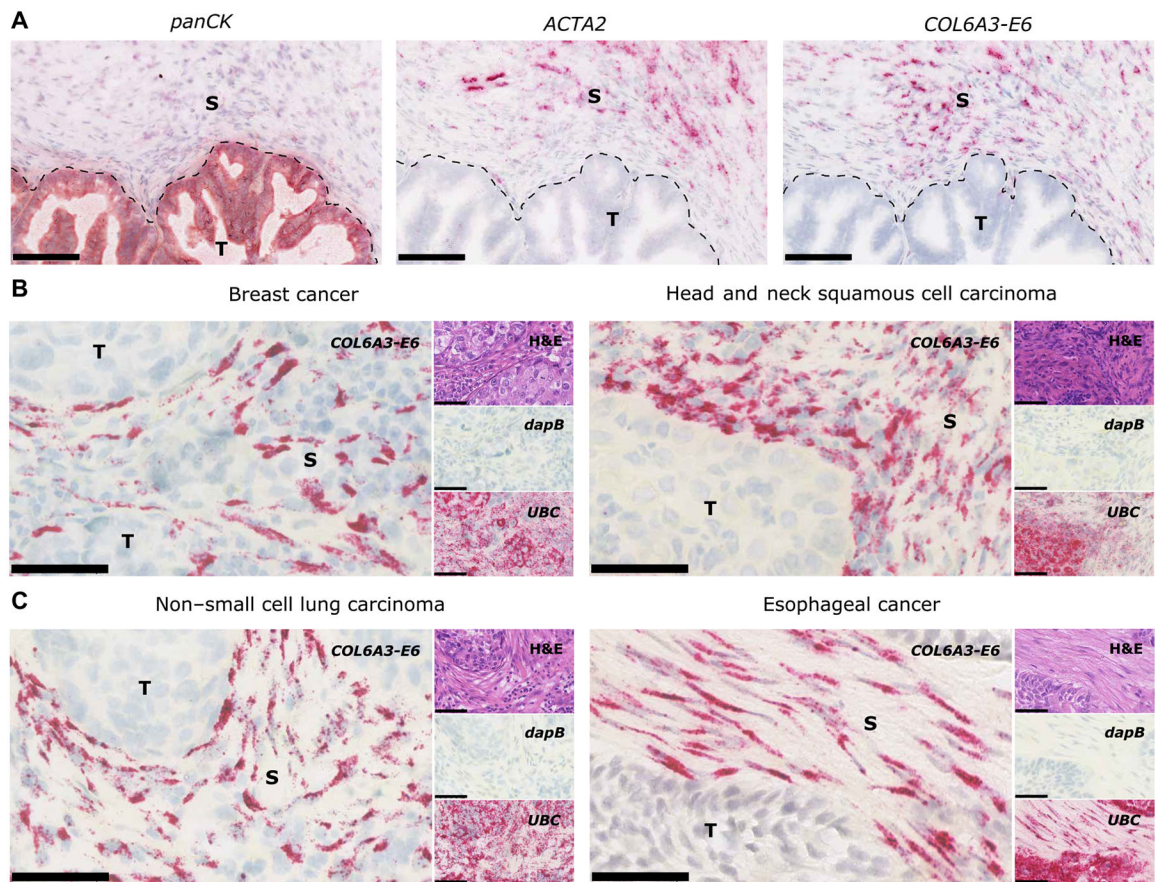 A
panCK
ACTA2
COL6A3-E6
S
S
S
T
T
T
B
Breast cancer
Head and neck squamous cell carcinoma
T
COL6A3-E6
S
T
H&E
dapB
UBC
COL6A3-E6
S
T
H&E
dapB
UBC
C
Non–small cell lung carcinoma
Esophageal cancer
COL6A3-E6
T
S
H&E
dapB
UBC
COL6A3-E6
S
T
H&E
dapB
UBC